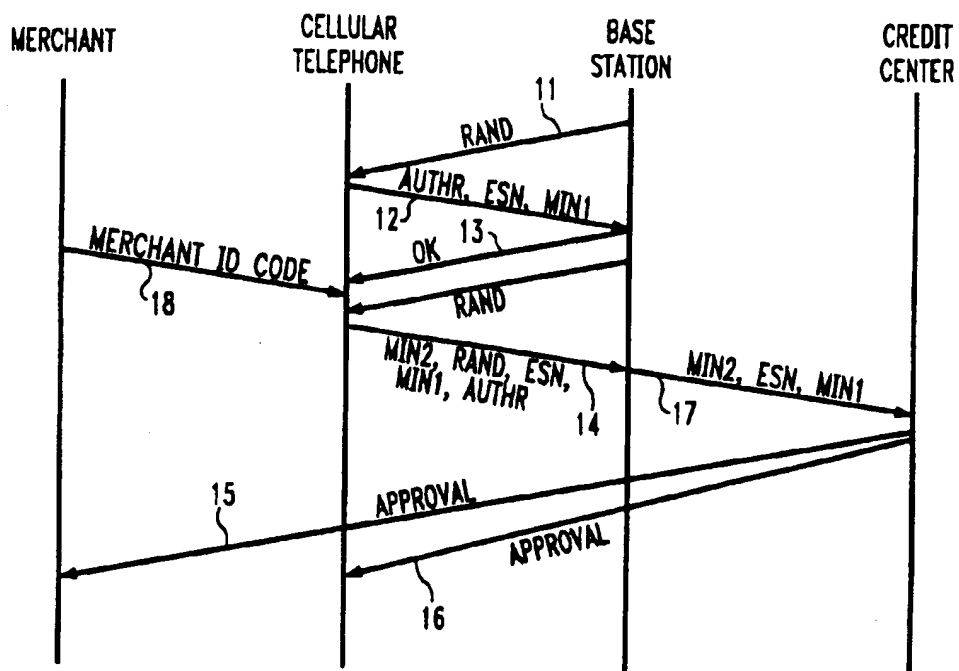 MERCHANT
CELLULAR
TELEPHONE
BASE
STATION
CREDIT
CENTER
11
RAND
AUTHR, ESN, MIN1
12
13
OK
MERCHANT ID CODE
18
RAND
MIN2, RAND, ESN,
MIN1, AUTHR
14
MIN2, ESN, MIN1
17
15
APPROVAL
APPROVAL
16